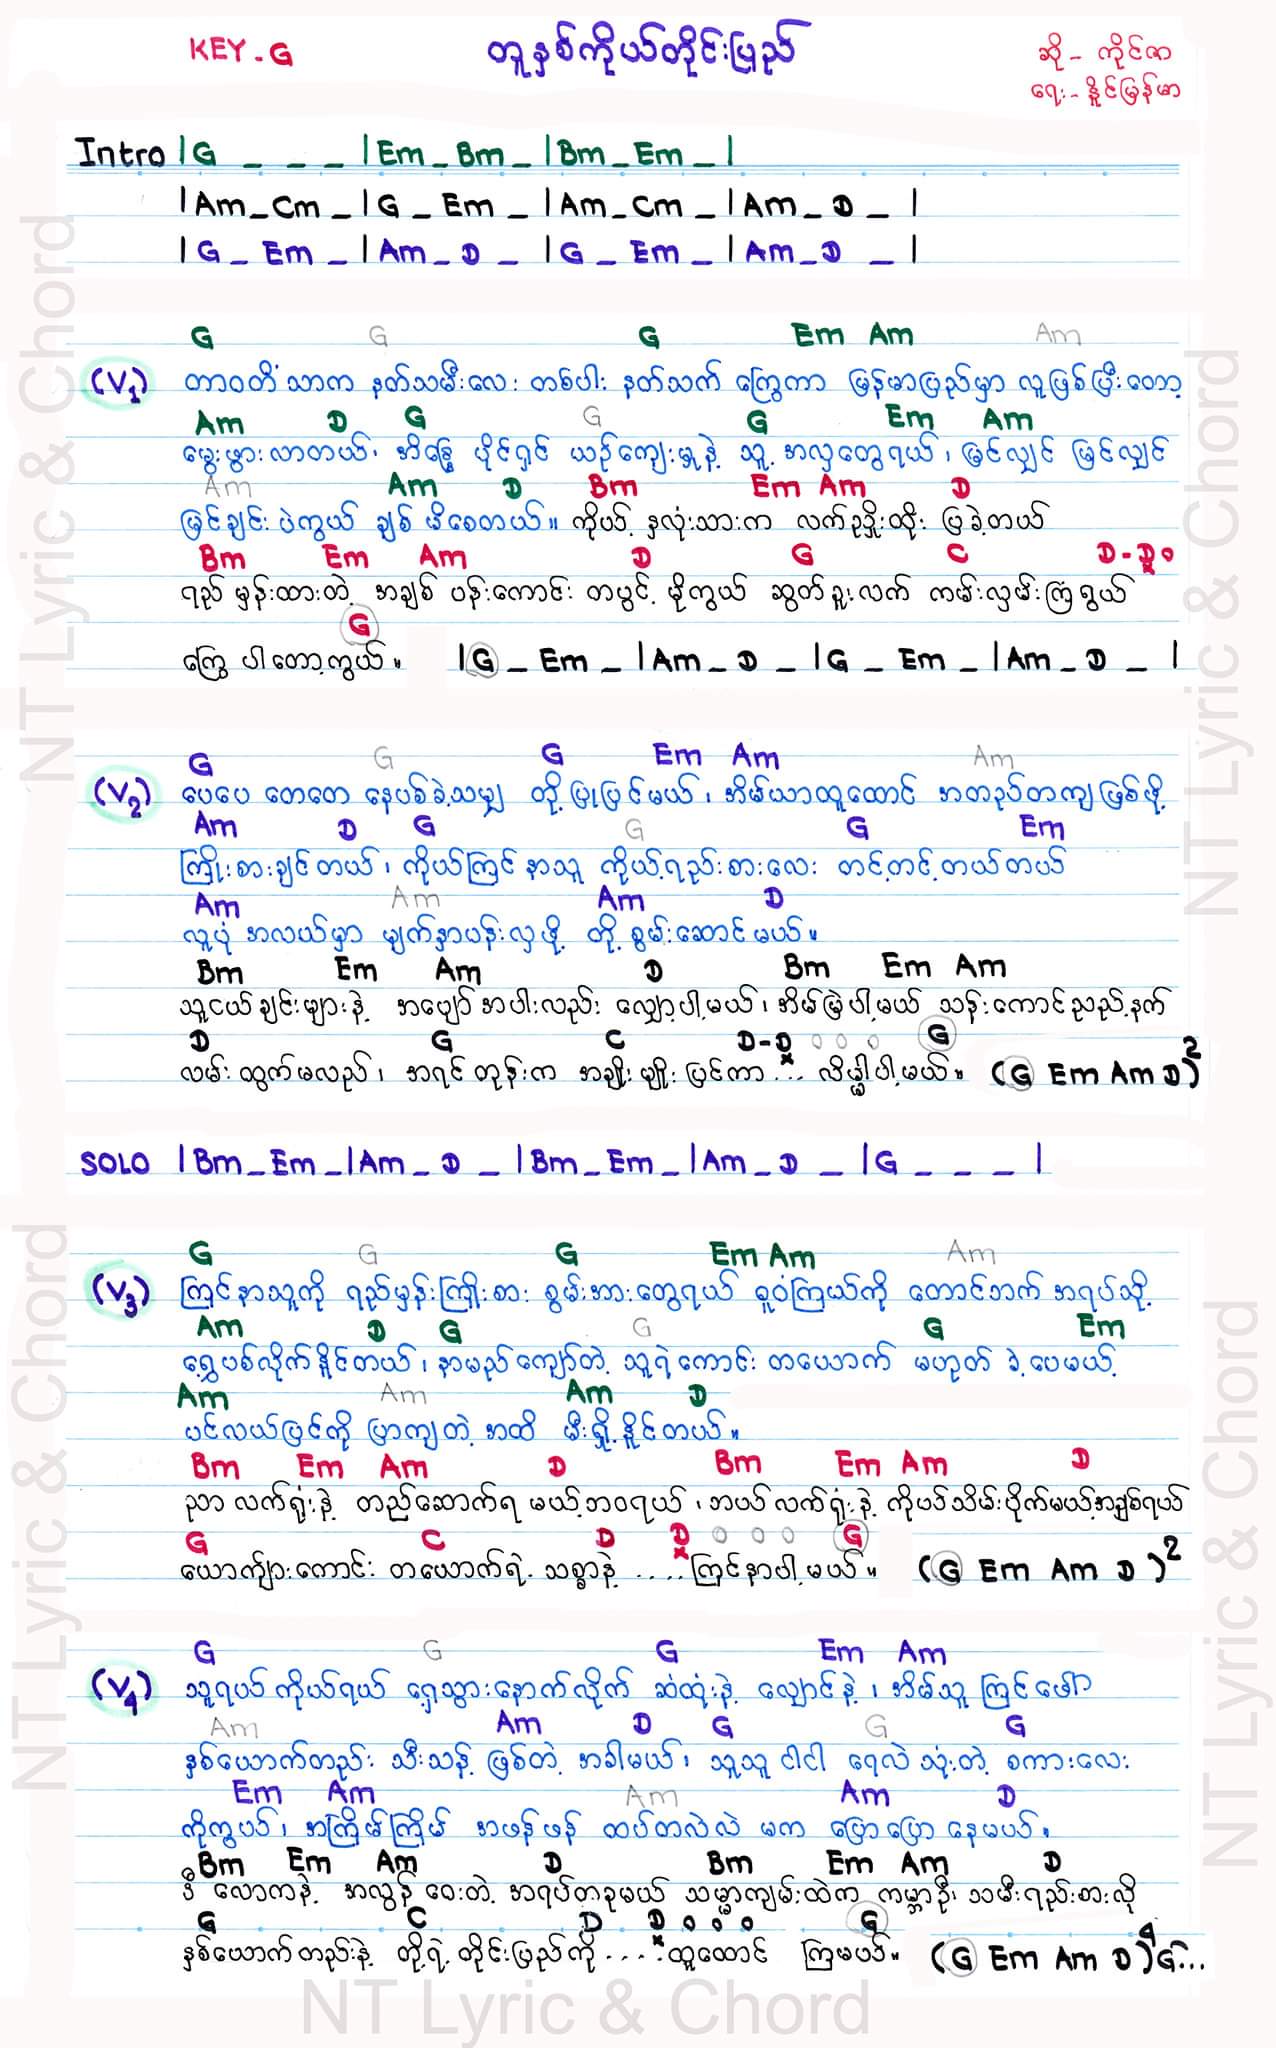 KEY - G
တူနှစ်ကိုယ်တိုင်းပြည်
ဆို - ကိုင်ဇာ
ရေး - နိူင်မြန်မာ
Intro | G _ _ _ | Em _ Bm _ | Bm _ Em _ |
| Am _ Cm _ | G _ Em _ | Am _ Cm _ | Am _ D _ |
| G _ Em _ | Am _ D _ | G _ Em _ | Am _ D _ |
G G G Em Am Am
(V1) တာဝတိံသာက နတ်သမီးလေး တစ်ပါး နတ်သက် ကြွေကာ မြန်မာပြည်မှာ လူဖြစ်ပြီးတော့
Am D G G G Em Am
မွေးဖွားလာတယ်၊ အိန္ဒြေ ပိုင်ရှင် ယဉ်ကျေးမှုနဲ့ သူ့ အလှတွေရယ်၊ မြင်လျှင် မြင်လျှင်
Am Am D Bm Em Am D
မြင်ချင်း ပဲကွယ် ချစ် မိစေတယ်။ ကိုယ့် နှလုံးသားက လက်ညှိုးထိုး ပြခဲ့တယ်
Bm Em Am D G C D - D o
ရည် မှန်းထားတဲ့ အချစ် ပန်းကောင်း တပွင့် မို့ကွယ် ဆွတ်ခူးလက် ကမ်းလှမ်းကြံရွယ်
G
ကြွေ ပါတော့ကွယ်။ | G _ Em _ | Am _ D _ | G _ Em _ | Am _ D _ |
G G G Em Am Am
(V2) ပေပေ တေတေ နေပစ်ခဲ့သမျှ တို့ ပြုပြင်မယ်၊ အိမ်ယာထူထောင် အတည်တကျဖြစ်ဖို့
Am D G G G Em
ကြိုးစားချင်တယ်၊ ကိုယ်ကြင်နာသူ ကိုယ့်ရည်းစားလေး တင့်တင့်တယ်တယ်
Am Am Am D
လူပုံ အလယ်မှာ မျက်နှာပန်းလှဖို့ တို့ စွမ်းဆောင်မယ်။
Bm Em Am D Bm Em Am
သူငယ်ချင်းများနဲ့ အပျော်အပါးလည်း လျှော့ပါ့မယ်၊ အိမ်မြဲပါ့မယ် သန်းကောင်ညည့်နက်
D G C D - D o o o G
လမ်းထွက်မလည်၊ အရင်တုန်းက အချိုးမျိုး ပြင်ကာ ... လိမ္မာပါ့မယ်။ (G Em Am D)2
SOLO | Bm _ Em _ | Am _ D _ | Bm _ Em _ | Am _ D _ | G _ _ _ |
G G G Em Am Am
(V3) ကြင်နာသူကို ရည်မှန်းကြိုးစား စွမ်းအားတွေရယ် ဓူဝံကြယ်ကို တောင်ဘက် အရပ်သို့
Am D G G G Em
ရွှေ့ပစ်လိုက်နိူင်တယ်၊ နာမည်ကျော်တဲ့ သူရဲကောင်း တယောက် မဟုတ် ခဲ့ပေမယ့်
Am Am Am D
ပင်လယ်ပြင်ကို ပြာကျတဲ့ အထိ မီးရှို့နိူင်တယ်။
Bm Em Am D Bm Em Am D
ညာ လက်ရုံးနဲ့ တည်ဆောက်ရ မယ့်ဘဝရယ်၊ ဘယ် လက်ရုံးနဲ့ ကိုယ်သိမ်းပိုက်မယ့်အချစ်ရယ်
G C D D o o o G
ယောက်ျားကောင်း တယောက်ရဲ့ သစ္စာနဲ့ .... ကြင်နာပါ့မယ်။ (G Em Am D)2
G G G Em Am
(V4) သူရယ် ကိုယ်ရယ် ရှေ့သွားနောက်လိုက် ဆံထုံးနဲ့ လျှောင်နဲ့၊ အိမ်သူ ကြင်ဖော်
Am Am D G G G
နှစ်ယောက်တည်း သီးသန့် ဖြစ်တဲ့ အခါမယ်၊ သူ့သူ ငါငါ ရေလဲ သုံးတဲ့ စကားလေး
Em Am Am Am D
ကိုကွယ်၊ အကြိမ်ကြိမ် အဖန်ဖန် ထပ်တလဲလဲ မက ပြောပြော နေမယ်။
Bm Em Am D Bm Em Am D
ဒီ လောကနဲ့ အလွန် ဝေးတဲ့ အရပ်တခုမယ် သမ္မာကျမ်းထဲက ကမ္ဘာဦး သမီးရည်းစားလို
G C D D o o o G
နှစ်ယောက်တည်းနဲ့ တို့ရဲ့ တိုင်းပြည်ကို .... ထူထောင် ကြမယ်။ (G Em Am D)4 G...
NT Lyric & Chord
NT Lyric & Chord
NT Lyric & Chord
NT Lyric & Chord
NT Lyric & Chord